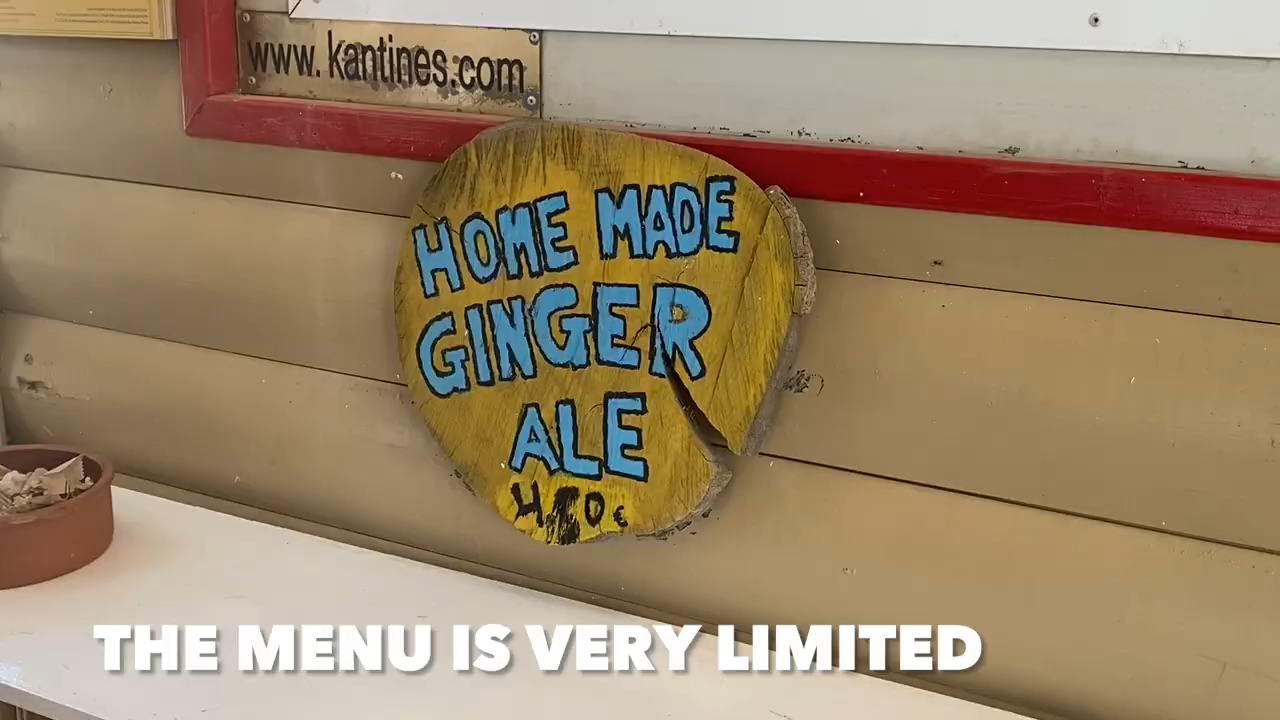 www.kantines.com
HOME MADE
GINGER
ALE
THE MENU IS VERY LIMITED